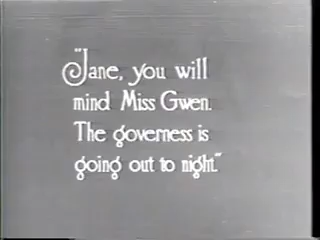 "Jane, you will
mind Miss Gwen.
The governess is
going out to night."